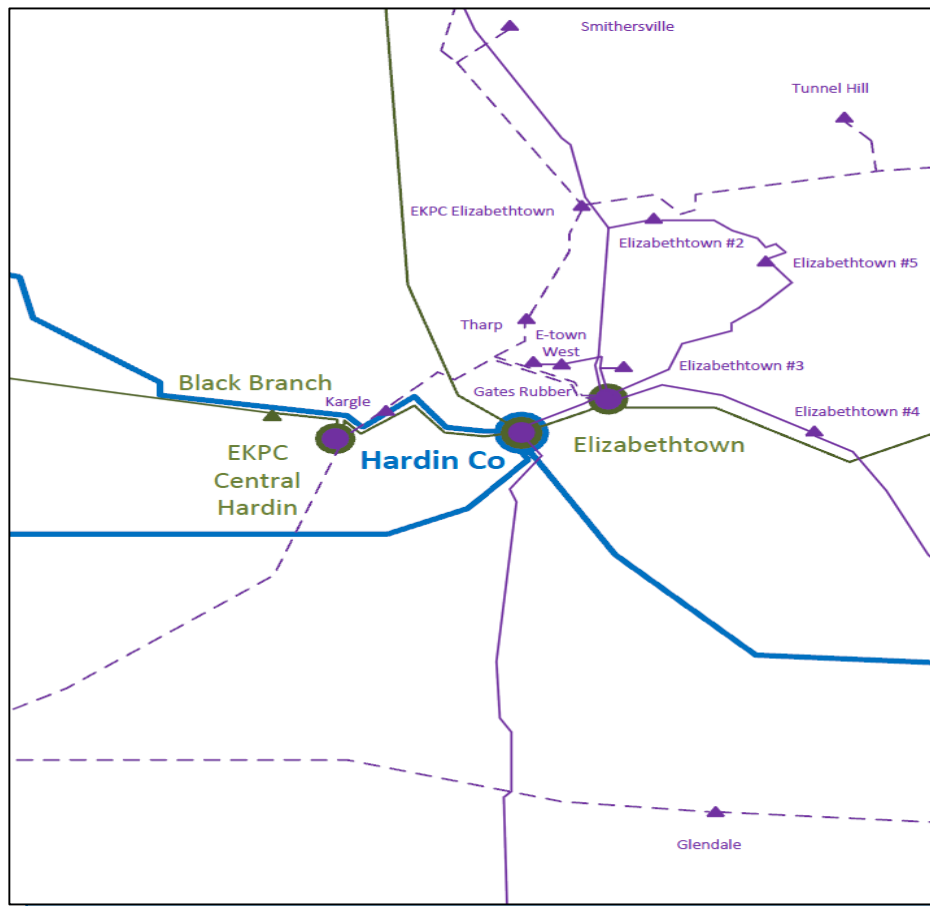 Smithersville
Tunnel Hill
EKPC Elizabethtown
Elizabethtown #2
Elizabethtown #5
Tharp
E-town
West
Elizabethtown #3
Black Branch
Kargle
Gates Rubber
Elizabethtown #4
EKPC
Central
Hardin
Hardin Co
Elizabethtown
Glendale